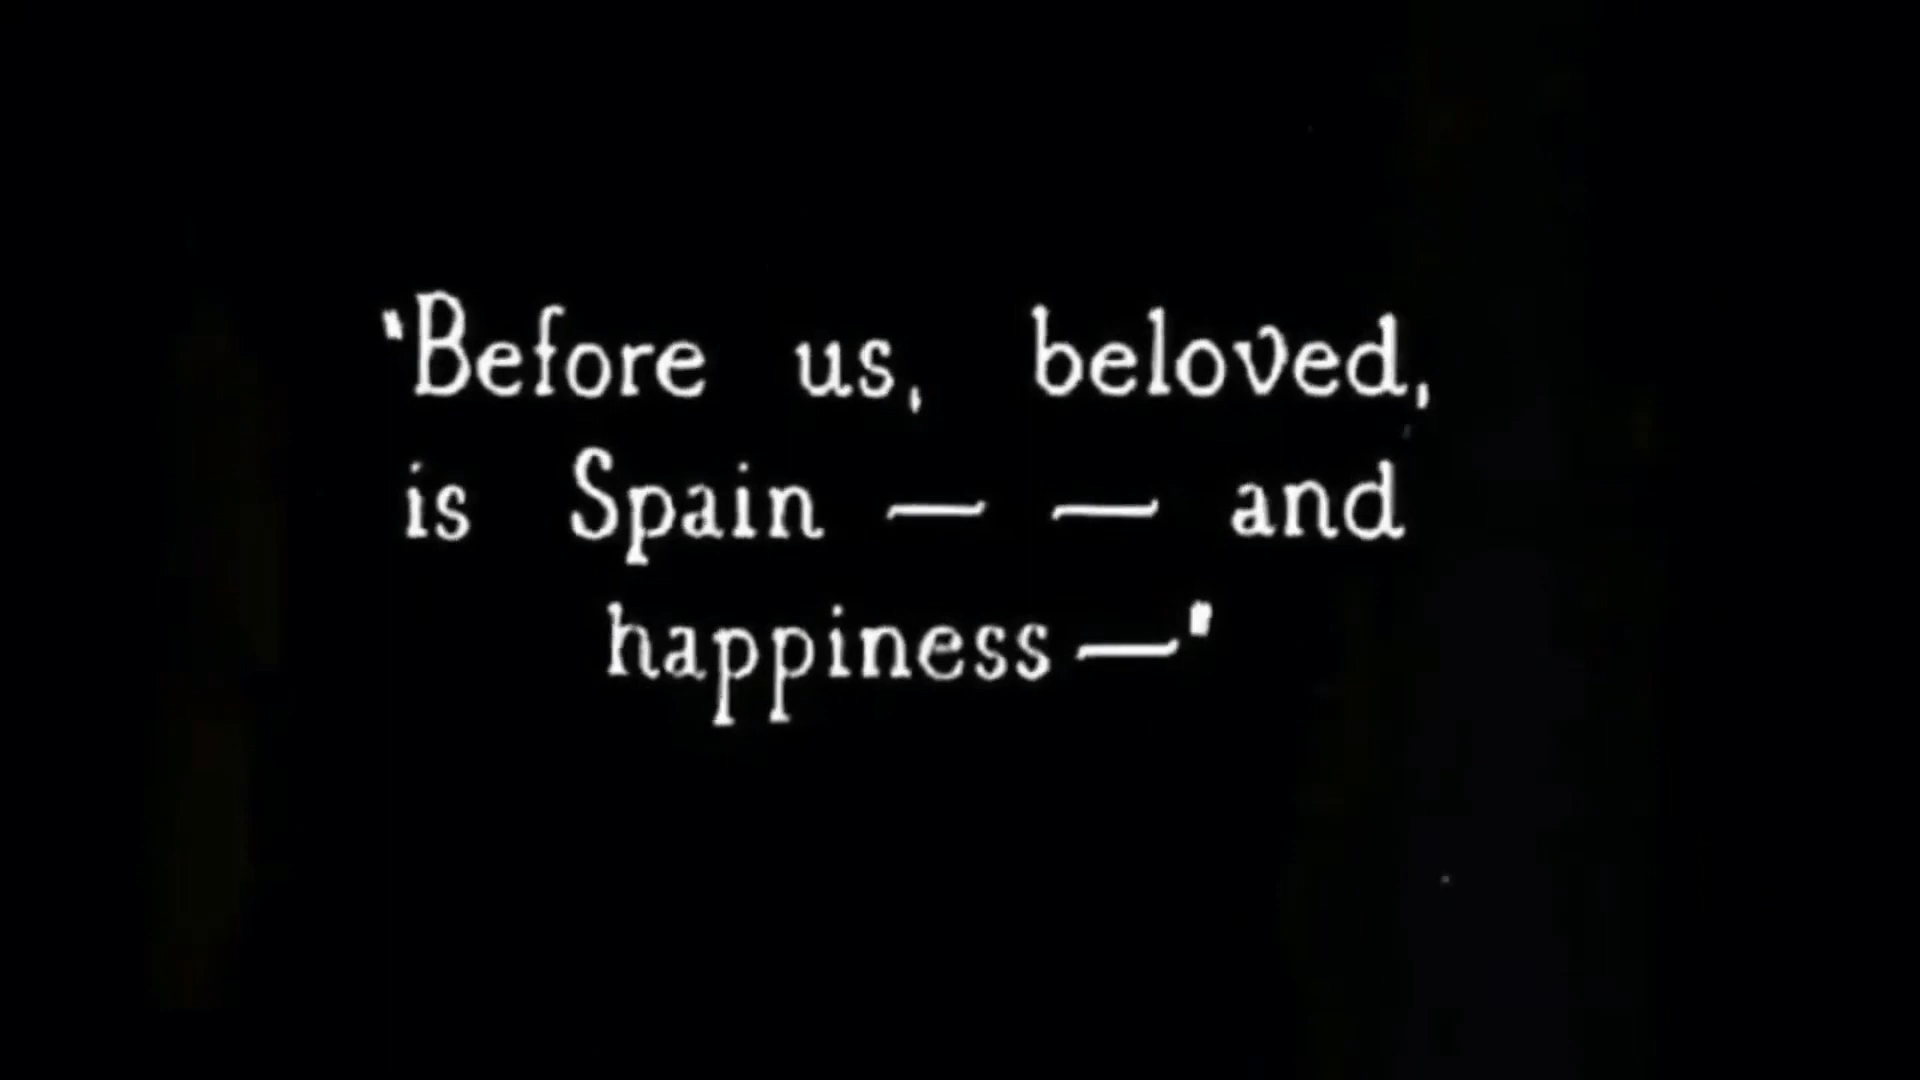 'Before us, beloved,
is Spain — — and
happiness —'